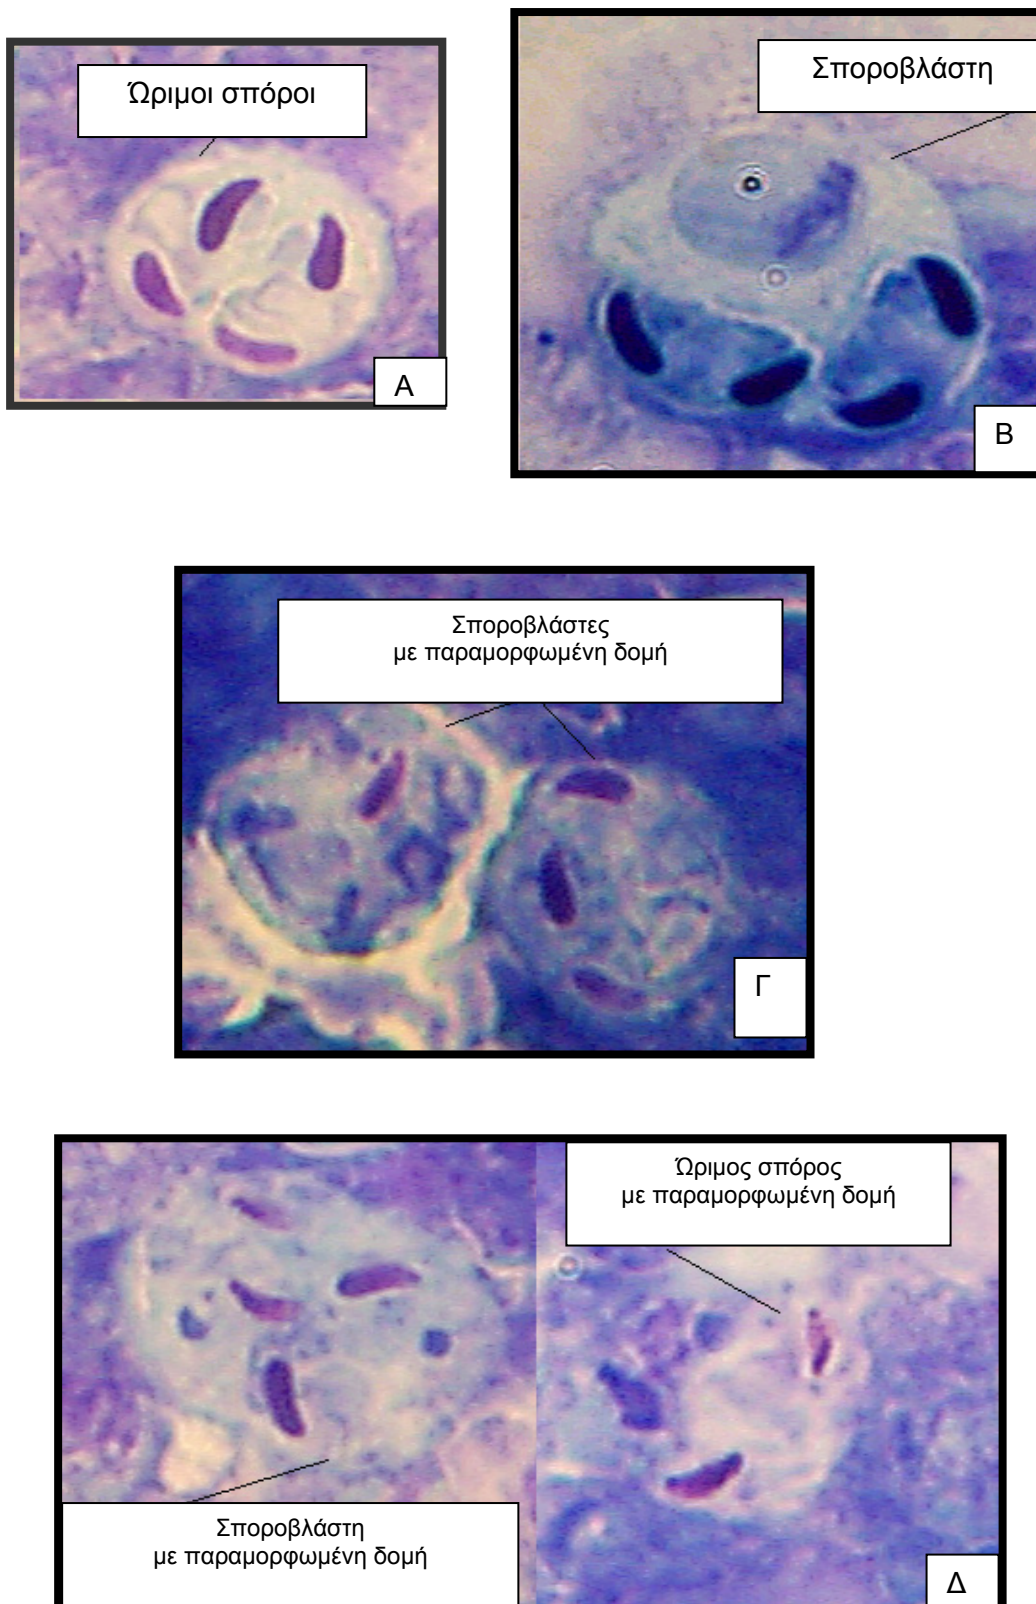 Ώριμοι σπόροι
Α
Σποροβλάστη
Β
Σποροβλάστες
με παραμορφωμένη δομή
Γ
Ώριμος σπόρος
με παραμορφωμένη δομή
Σποροβλάστη
με παραμορφωμένη δομή
Δ